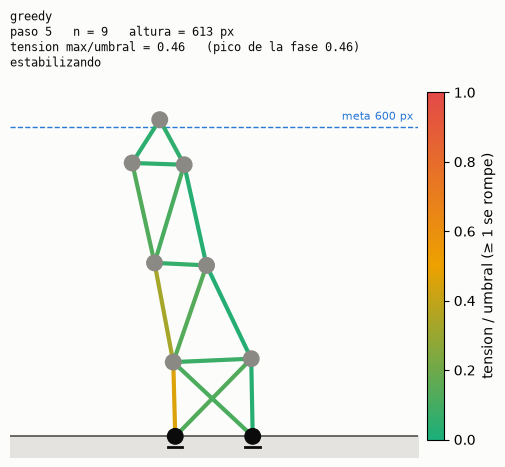 greedy
paso 5   n = 9   altura = 613 px
tension max/umbral = 0.46   (pico de la fase 0.46)
estabilizando
meta 600 px
1.0
0.8
0.6
0.4
0.2
0.0
tensión / umbral (≥ 1 se rompe)